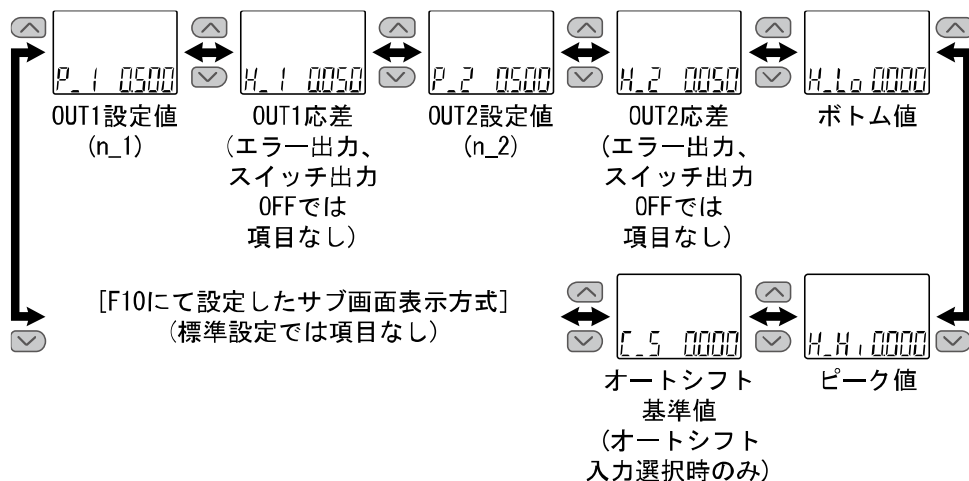 P_1 0.500
H_1 0.050
P_2 0.500
H_2 0.050
H_Lo 0.000
OUT1設定値
(n_1)
OUT1応差
(エラー出力、
スイッチ出力
OFFでは
項目なし)
OUT2設定値
(n_2)
OUT2応差
(エラー出力、
スイッチ出力
OFFでは
項目なし)
ボトム値
[F10にて設定したサブ画面表示方式]
(標準設定では項目なし)
C_S 0.000
H_Hi 0.000
オートシフト
基準値
(オートシフト
入力選択時のみ)
ピーク値